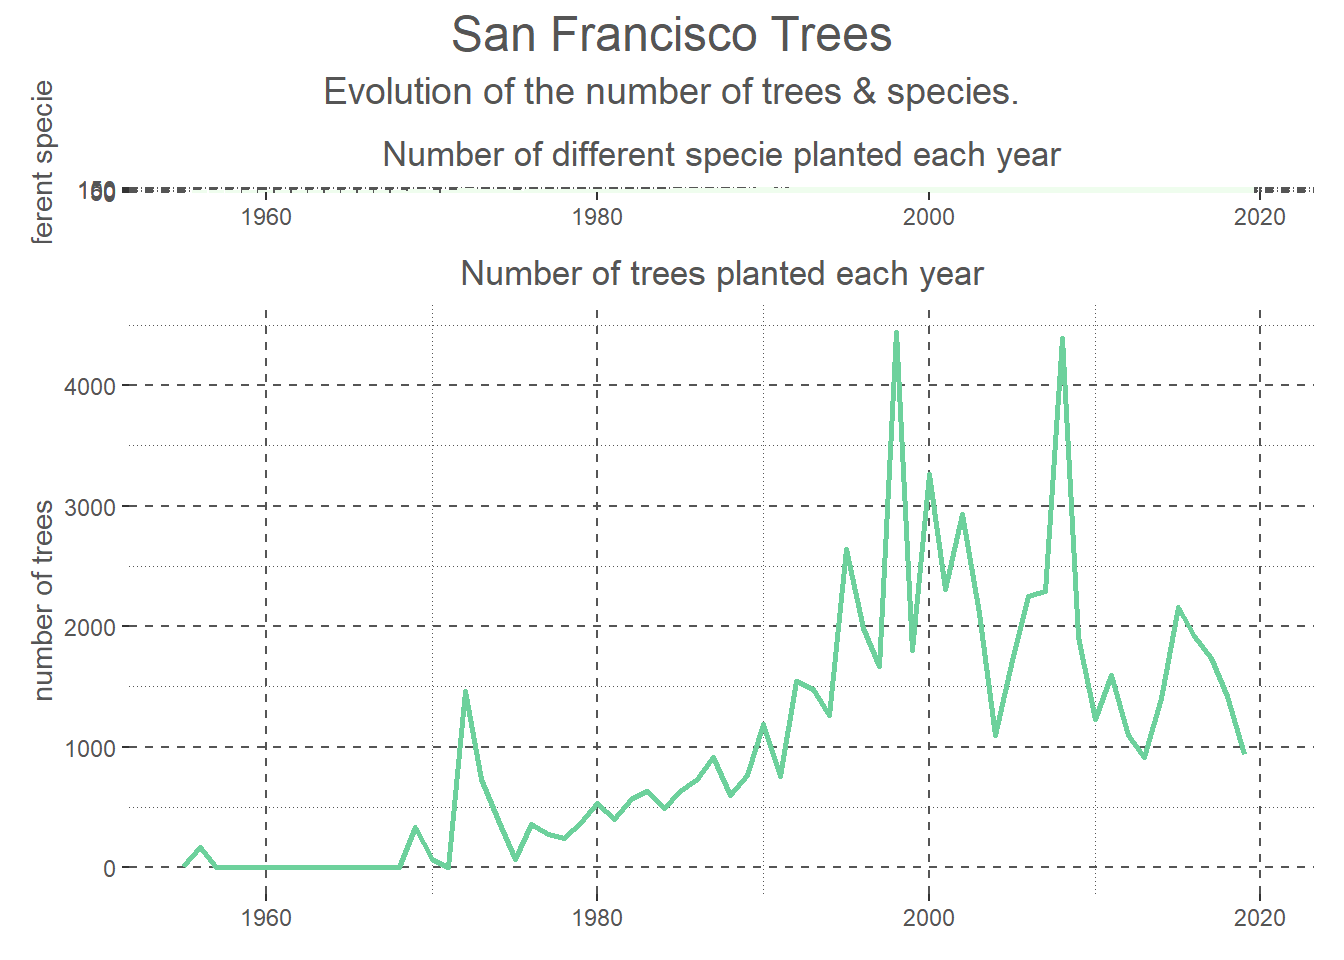 San Francisco Trees
Evolution of the number of trees & species.
Number of different specie planted each year
ferent specie
1960 1980 2000 2020
Number of trees planted each year
number of trees
4000
3000
2000
1000
0
1960 1980 2000 2020